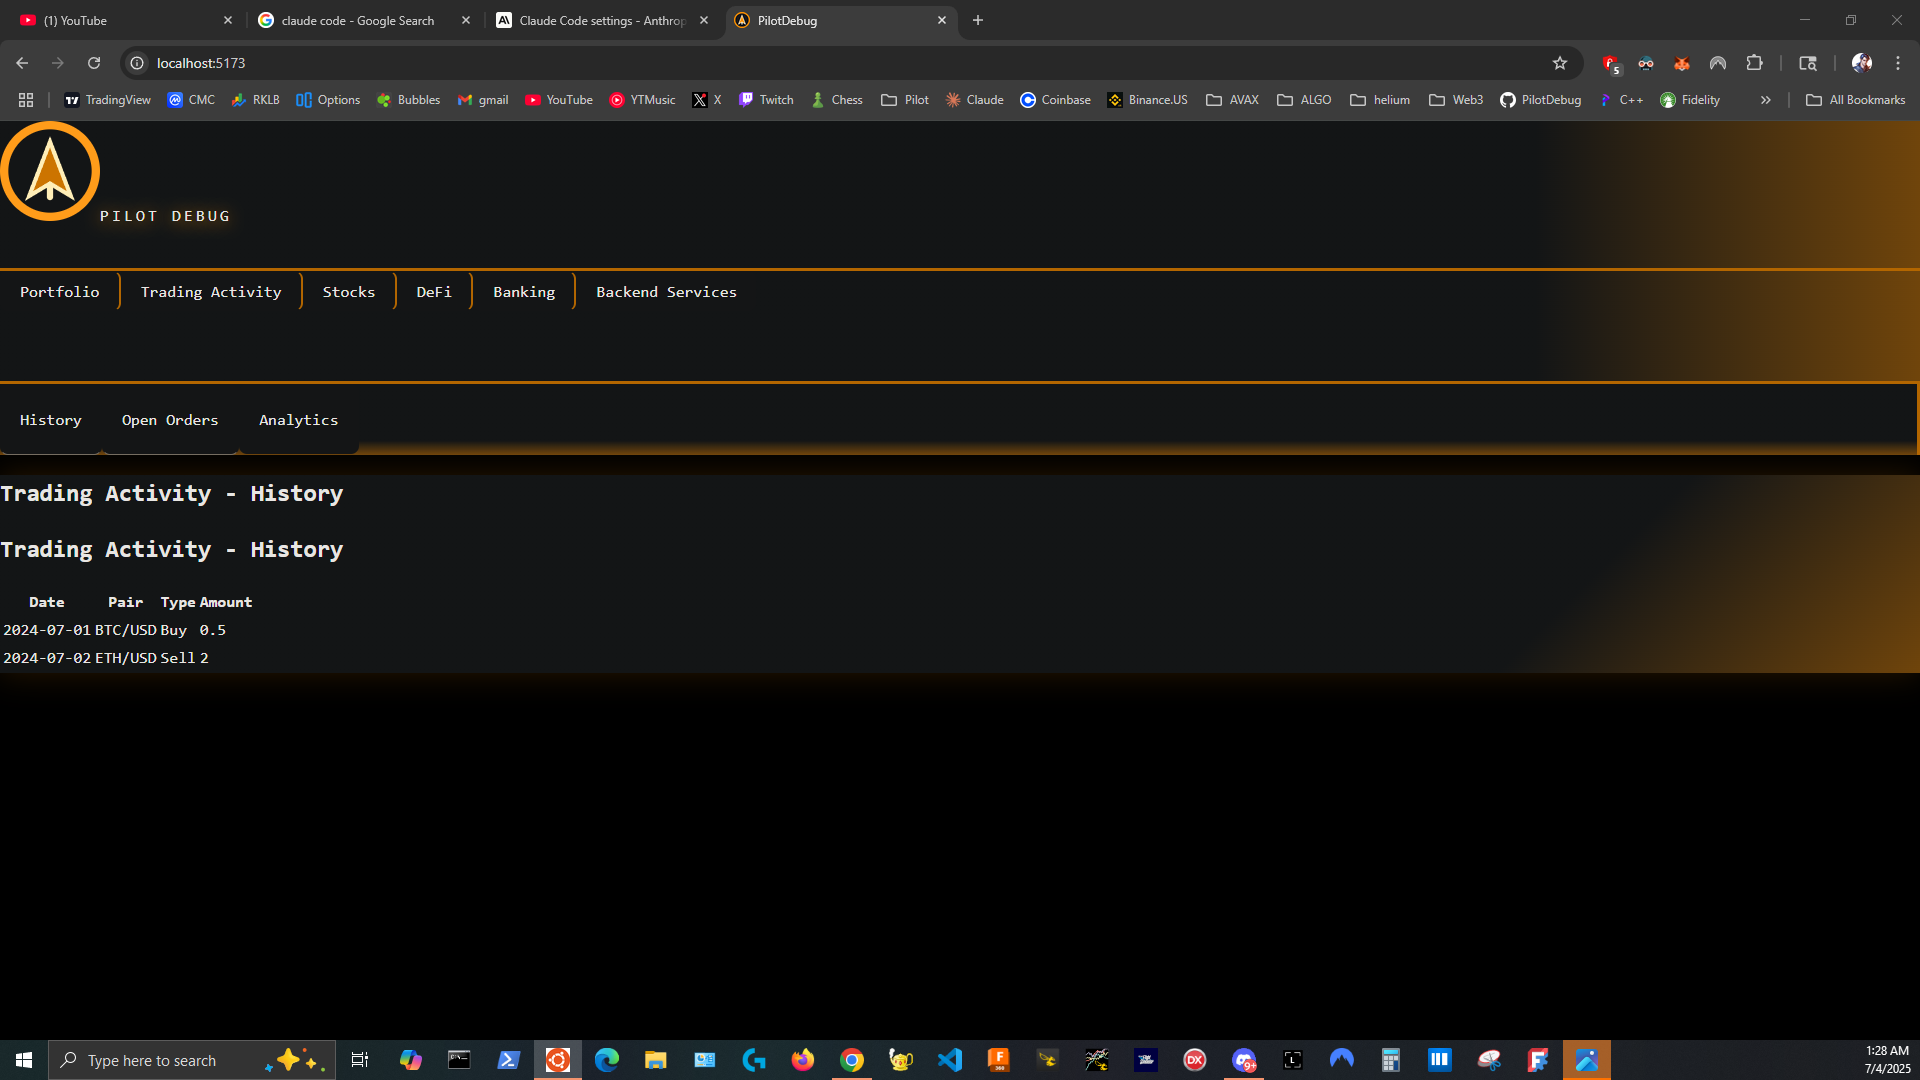 (1) YouTube
claude code - Google Search
Claude Code settings - Anthrop
PilotDebug
localhost:5173
5
TradingView CMC RKLB Options Bubbles gmail YouTube YTMusic X Twitch Chess Pilot Claude Coinbase Binance.US AVAX ALGO helium Web3 PilotDebug C++ Fidelity » All Bookmarks
PILOT DEBUG
Portfolio Trading Activity Stocks DeFi Banking Backend Services
History Open Orders Analytics
Trading Activity - History
Trading Activity - History
Date Pair Type Amount
2024-07-01 BTC/USD Buy 0.5
2024-07-02 ETH/USD Sell 2
Type here to search
DX
9+
1:28 AM
7/4/2025